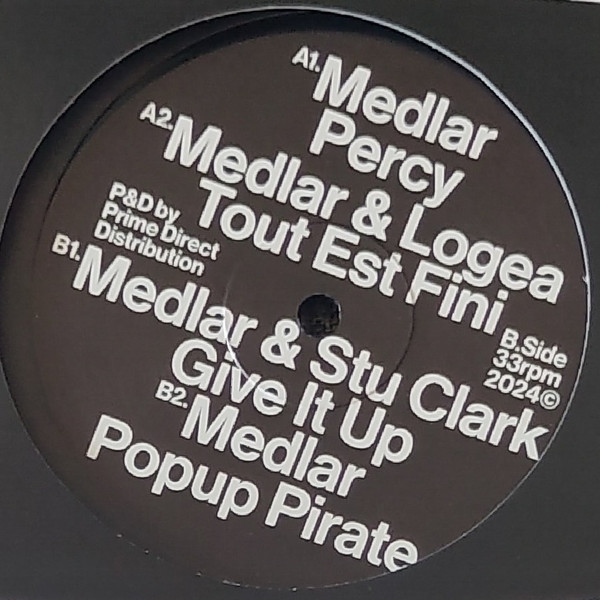 A1. Medlar
Percy
A2. Medlar & Logea
Tout Est Fini
P&D by
Prime Direct
Distribution
B.Side
33rpm
2024©
B1. Medlar & Stu Clark
Give It Up
B2. Medlar
Popup Pirate